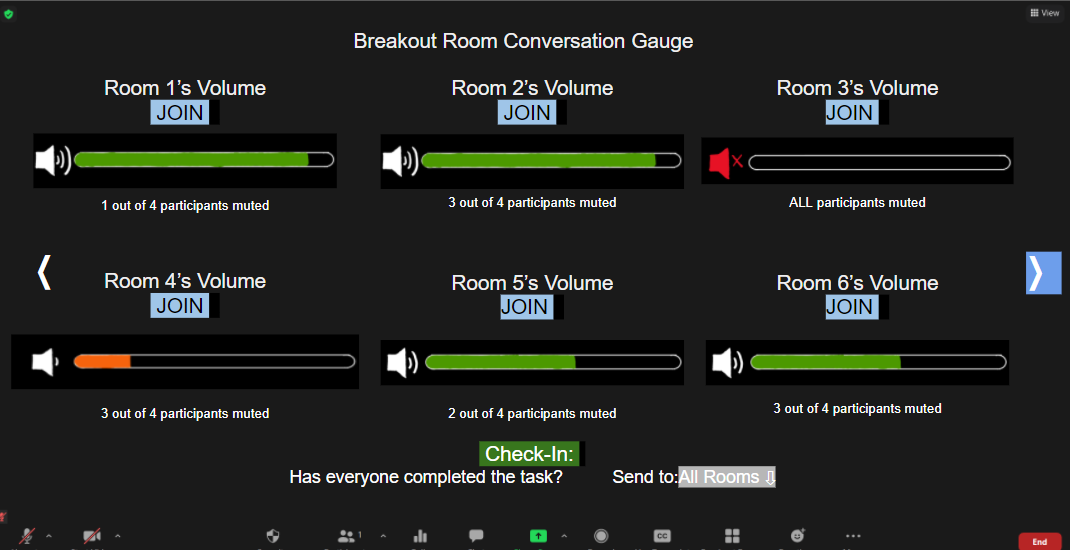 View
Breakout Room Conversation Gauge
Room 1’s Volume
JOIN
1 out of 4 participants muted
Room 2’s Volume
JOIN
3 out of 4 participants muted
Room 3’s Volume
JOIN
ALL participants muted
Room 4’s Volume
JOIN
3 out of 4 participants muted
Room 5’s Volume
JOIN
2 out of 4 participants muted
Room 6’s Volume
JOIN
3 out of 4 participants muted
Check-In:
Has everyone completed the task? Send to:All Rooms ⇩
1
CC
End